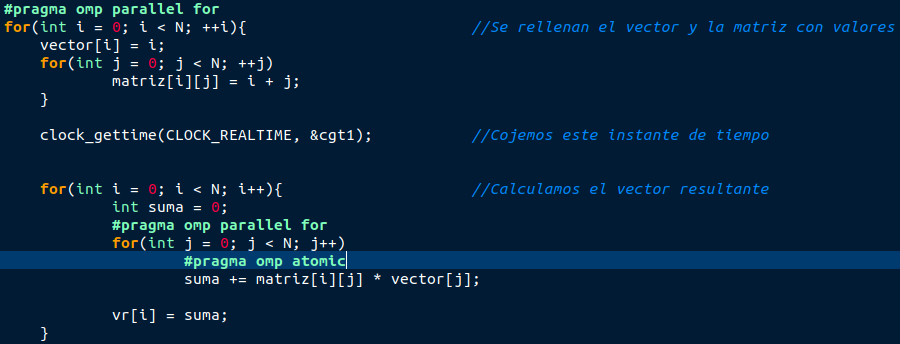 #pragma omp parallel for
for(int i = 0; i < N; ++i){ //Se rellenan el vector y la matriz con valores
vector[i] = i;
for(int j = 0; j < N; ++j)
matriz[i][j] = i + j;
}
clock_gettime(CLOCK_REALTIME, &cgt1); //Cojemos este instante de tiempo
for(int i = 0; i < N; i++){ //Calculamos el vector resultante
int suma = 0;
#pragma omp parallel for
for(int j = 0; j < N; j++)
#pragma omp atomic
suma += matriz[i][j] * vector[j];
vr[i] = suma;
}